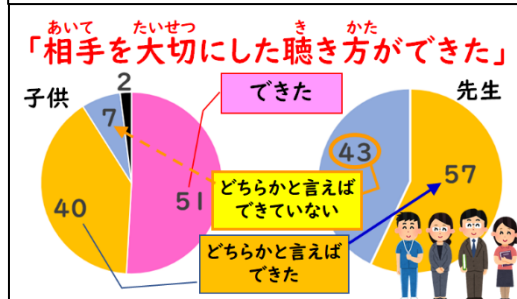 あいて たいせつ き かた
「相手を大切にした聴き方ができた」
子供
2
7
40
51
できた
先生
43
57
どちらかと言えば
できていない
どちらかと言えば
できた